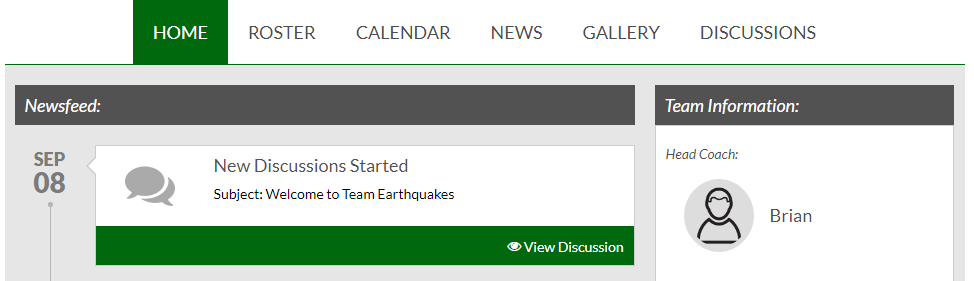 HOME ROSTER CALENDAR NEWS GALLERY DISCUSSIONS
Newsfeed:
SEP
08
New Discussions Started
Subject: Welcome to Team Earthquakes
View Discussion
Team Information:
Head Coach:
Brian